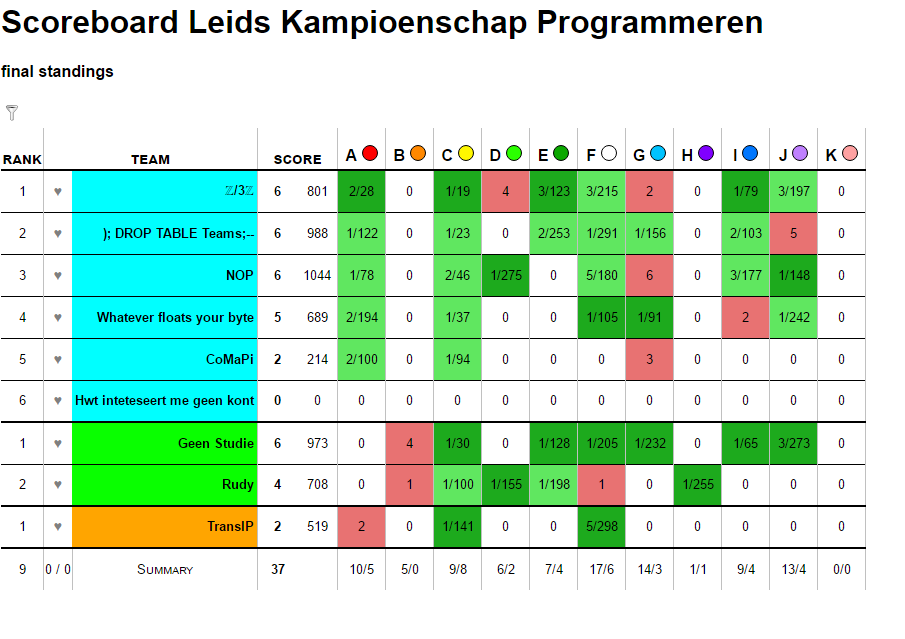 Scoreboard Leids Kampioenschap Programmeren
final standings
RANK TEAM SCORE A B C D E F G H I J K
1 ♥ ℤ/3ℤ 6 801 2/28 0 1/19 4 3/123 3/215 2 0 1/79 3/197 0
2 ♥ ); DROP TABLE Teams;-- 6 988 1/122 0 1/23 0 2/253 1/291 1/156 0 2/103 5 0
3 ♥ NOP 6 1044 1/78 0 2/46 1/275 0 5/180 6 0 3/177 1/148 0
4 ♥ Whatever floats your byte 5 689 2/194 0 1/37 0 0 1/105 1/91 0 2 1/242 0
5 ♥ CoMaPi 2 214 2/100 0 1/94 0 0 0 3 0 0 0 0
6 ♥ Hwt inteteseert me geen kont 0 0 0 0 0 0 0 0 0 0 0 0 0
1 ♥ Geen Studie 6 973 0 4 1/30 0 1/128 1/205 1/232 0 1/65 3/273 0
2 ♥ Rudy 4 708 0 1 1/100 1/155 1/198 1 0 1/255 0 0 0
1 ♥ TransIP 2 519 2 0 1/141 0 0 5/298 0 0 0 0 0
9 0 / 0 SUMMARY 37 10/5 5/0 9/8 6/2 7/4 17/6 14/3 1/1 9/4 13/4 0/0